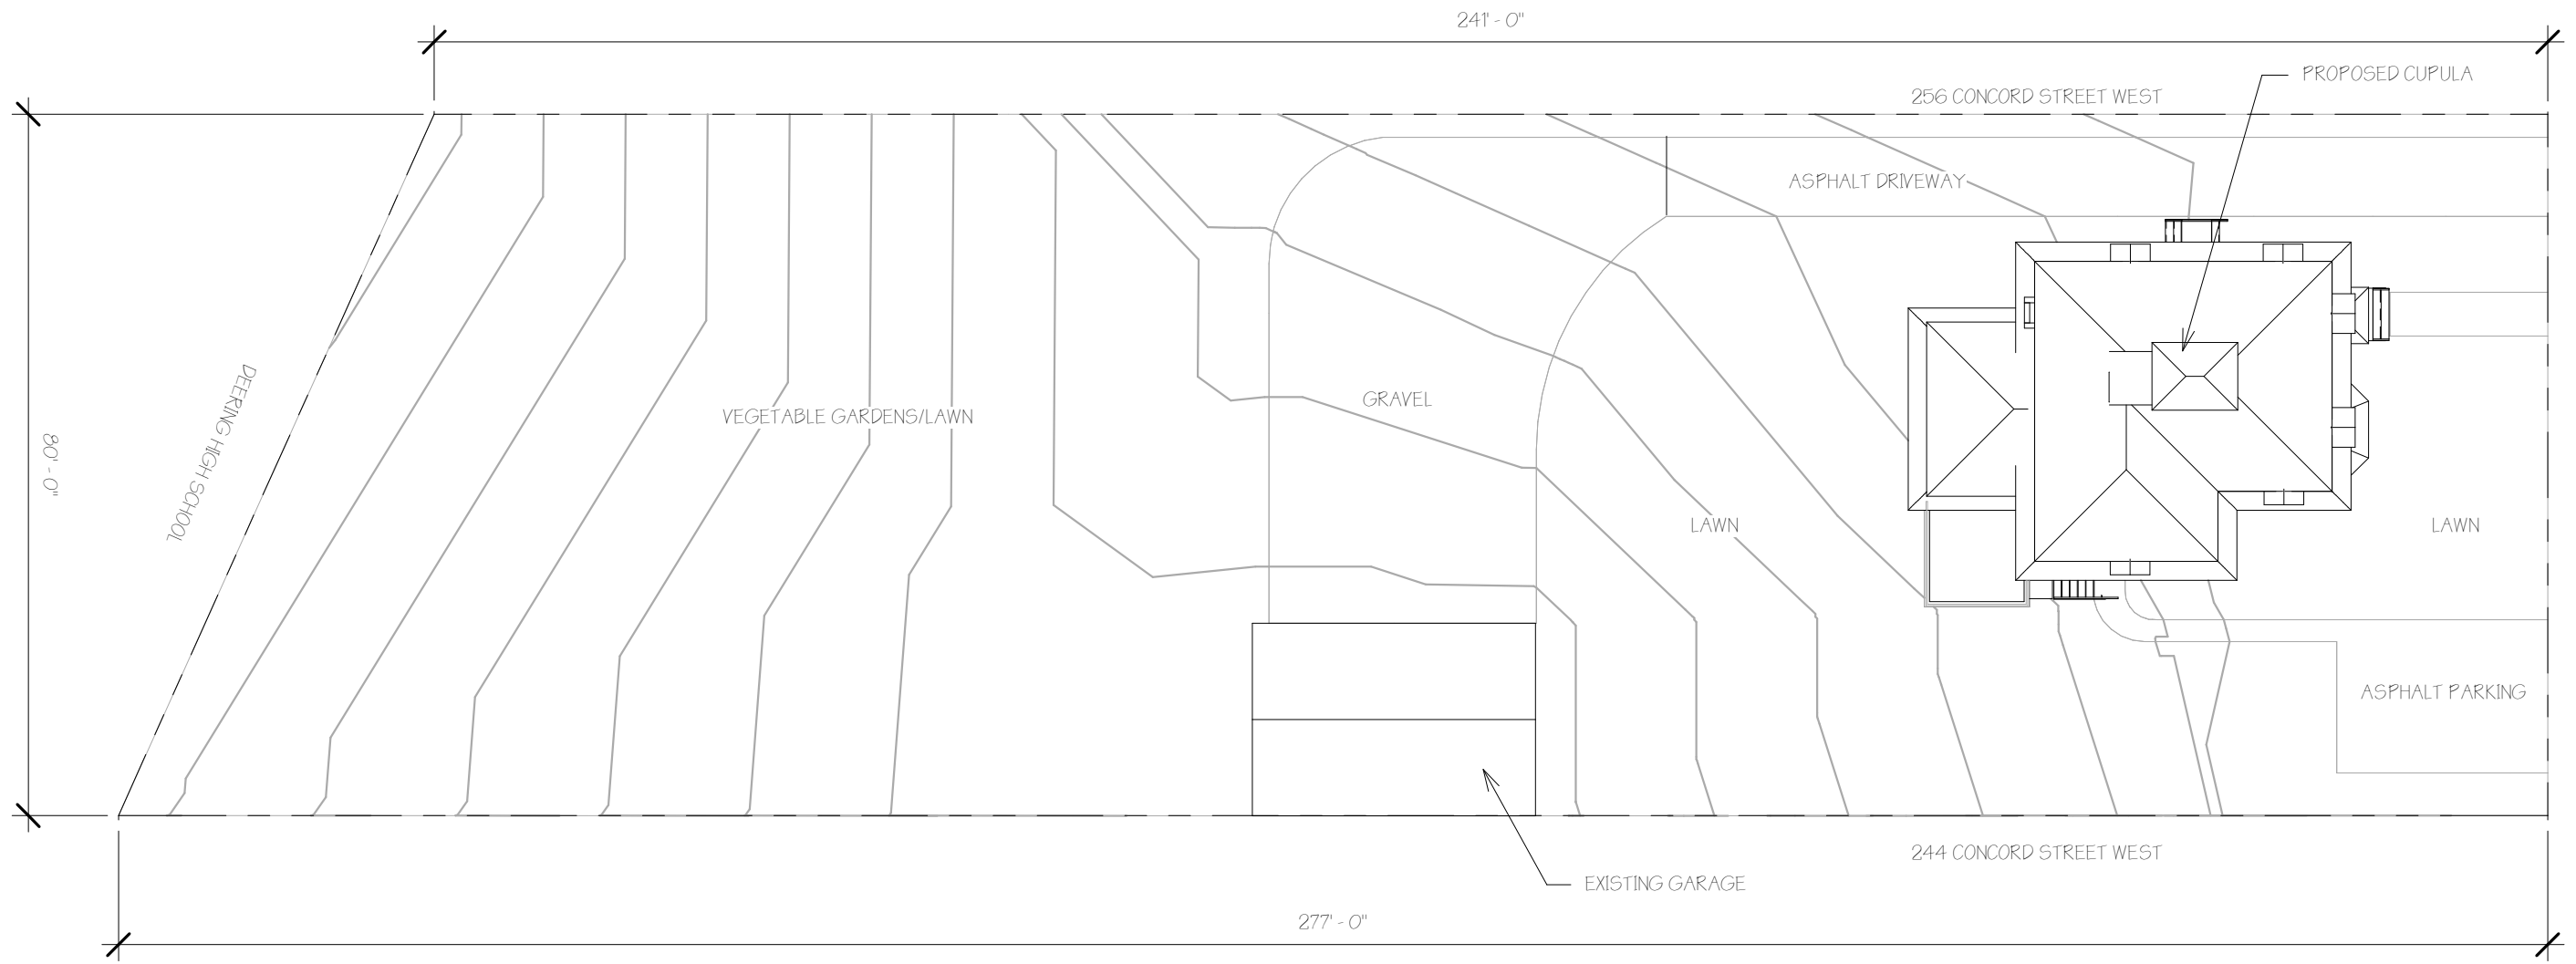 241' - 0"
PROPOSED CUPULA
256 CONCORD STREET WEST
ASPHALT DRIVEWAY
DEERING HIGH SCHOOL
80' - 0"
VEGETABLE GARDENS/LAWN
GRAVEL
LAWN
LAWN
ASPHALT PARKING
244 CONCORD STREET WEST
EXISTING GARAGE
277' - 0"